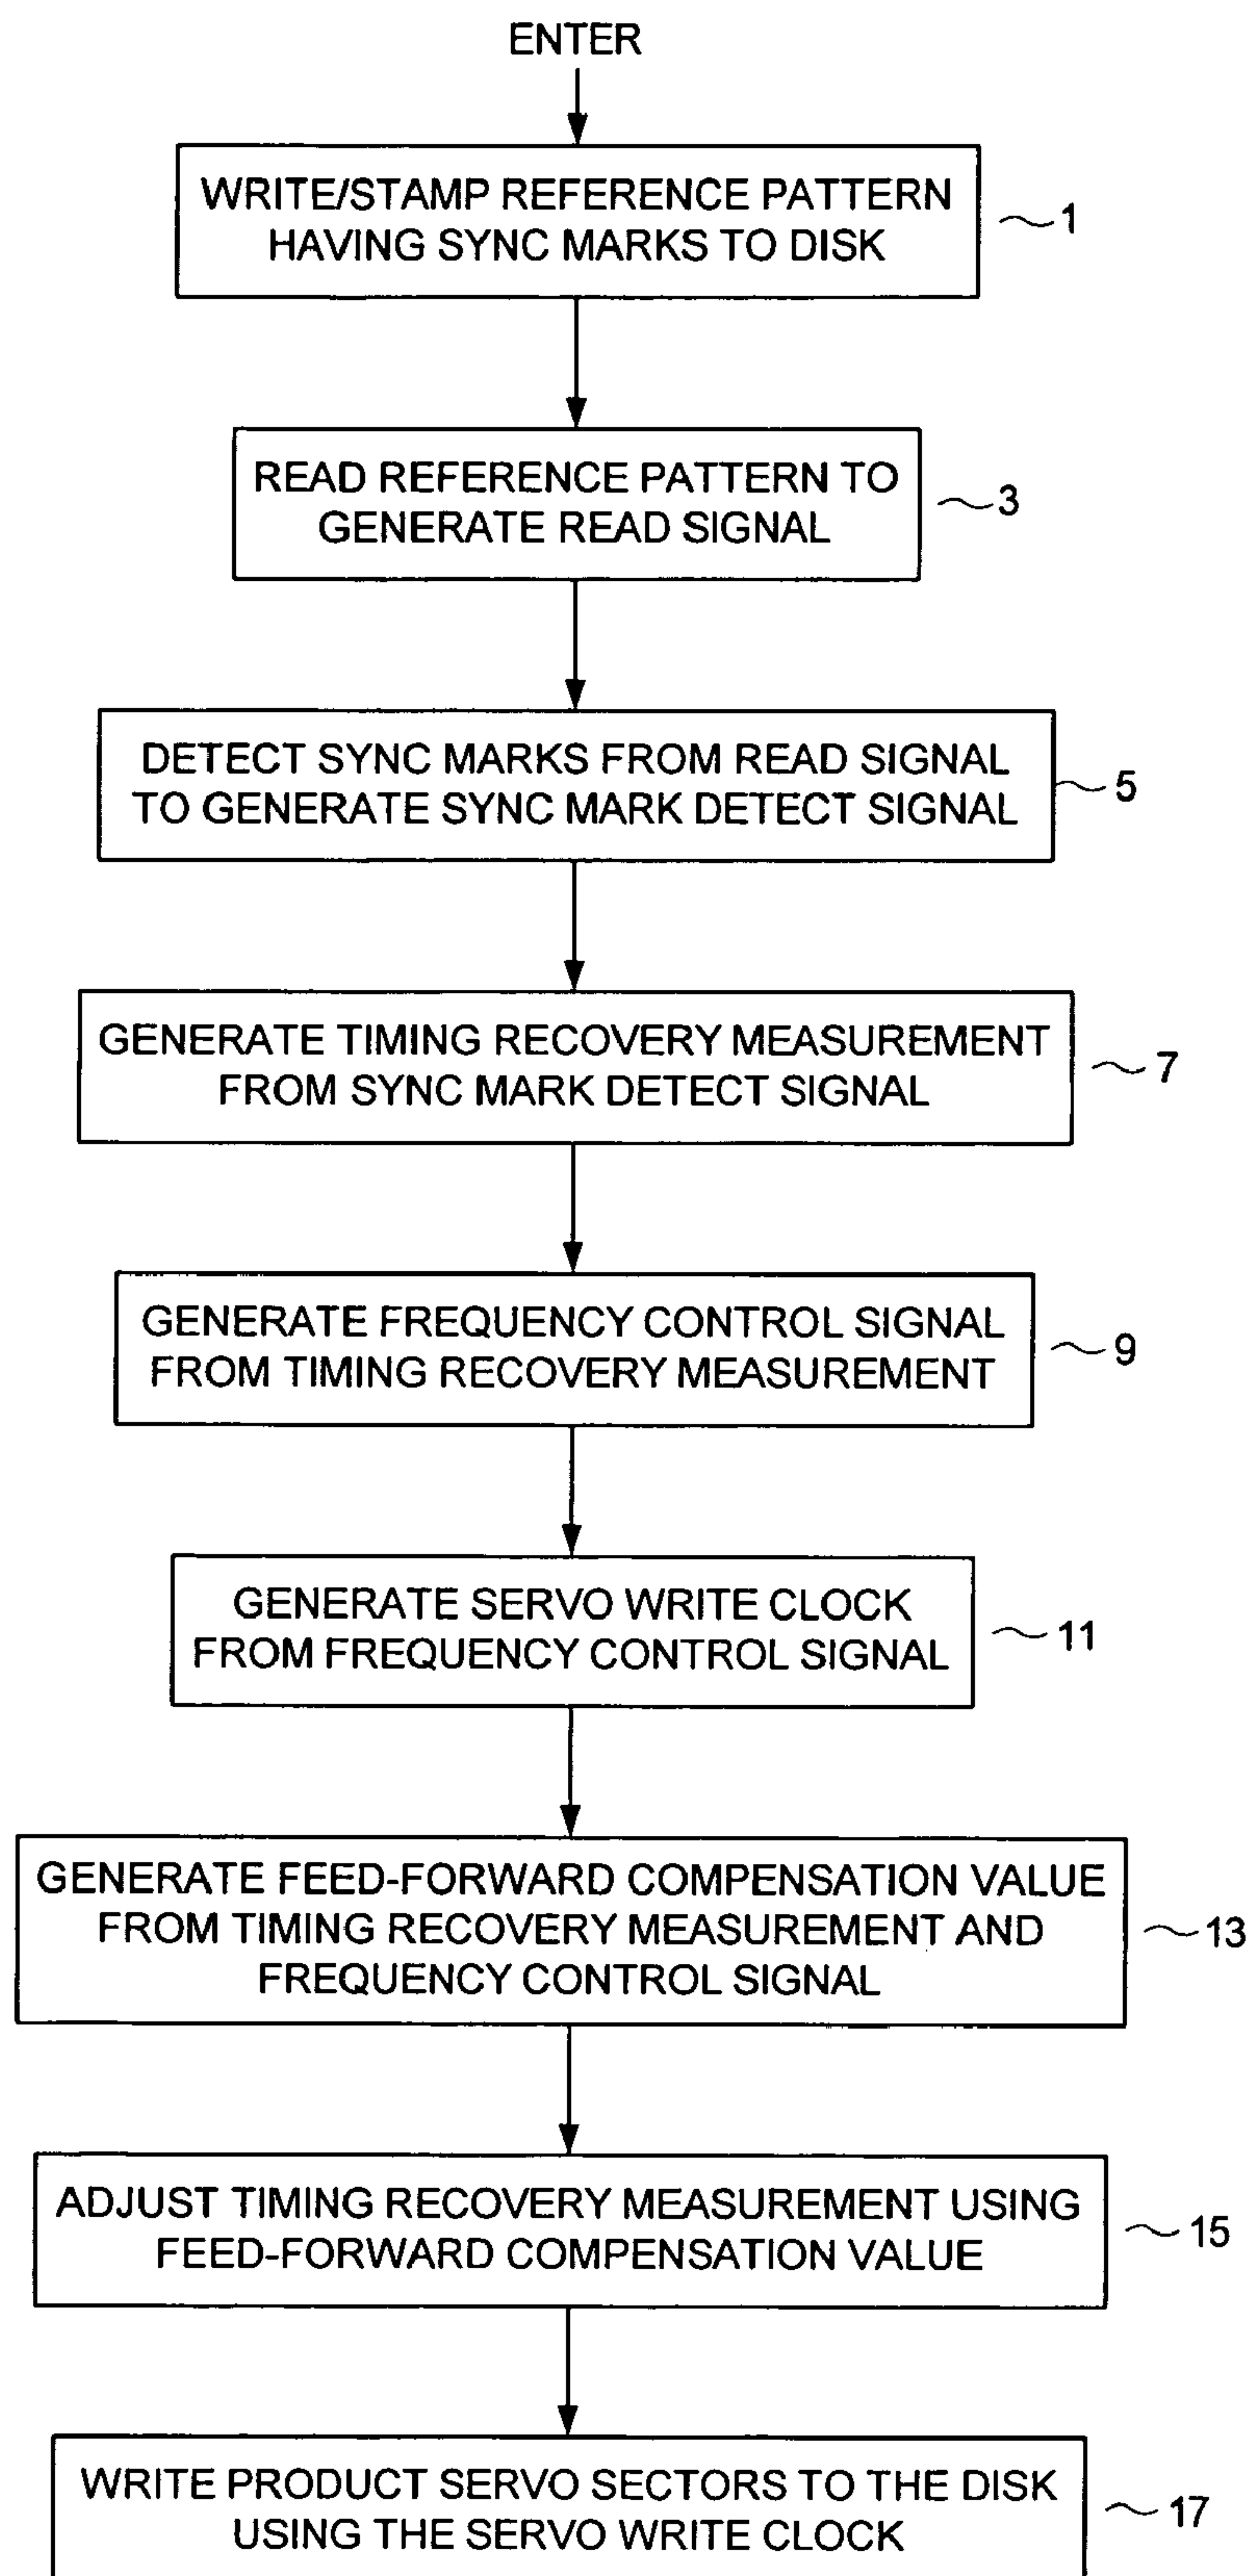 ENTER
WRITE/STAMP REFERENCE PATTERN
HAVING SYNC MARKS TO DISK
1
READ REFERENCE PATTERN TO
GENERATE READ SIGNAL
3
DETECT SYNC MARKS FROM READ SIGNAL
TO GENERATE SYNC MARK DETECT SIGNAL
5
GENERATE TIMING RECOVERY MEASUREMENT
FROM SYNC MARK DETECT SIGNAL
7
GENERATE FREQUENCY CONTROL SIGNAL
FROM TIMING RECOVERY MEASUREMENT
9
GENERATE SERVO WRITE CLOCK
FROM FREQUENCY CONTROL SIGNAL
11
GENERATE FEED-FORWARD COMPENSATION VALUE
FROM TIMING RECOVERY MEASUREMENT AND
FREQUENCY CONTROL SIGNAL
13
ADJUST TIMING RECOVERY MEASUREMENT USING
FEED-FORWARD COMPENSATION VALUE
15
WRITE PRODUCT SERVO SECTORS TO THE DISK
USING THE SERVO WRITE CLOCK
17